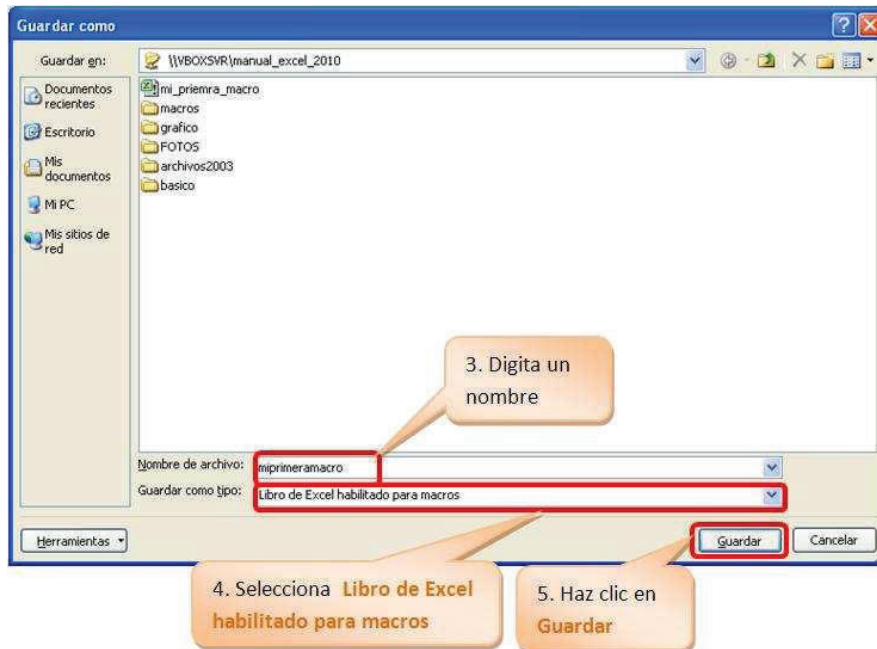 Guardar como
Guardar en:
\\VBOXSVR\manual_excel_2010
Documentos
recientes
Escritorio
Mis
documentos
Mi PC
Mis sitios de
red
mi_priemra_macro
macros
grafico
FOTOS
archivos2003
basico
3. Digita un
nombre
Nombre de archivo:
miprimeramacro
Guardar como tipo:
Libro de Excel habilitado para macros
Herramientas
Guardar
Cancelar
4. Selecciona Libro de Excel
habilitado para macros
5. Haz clic en
Guardar